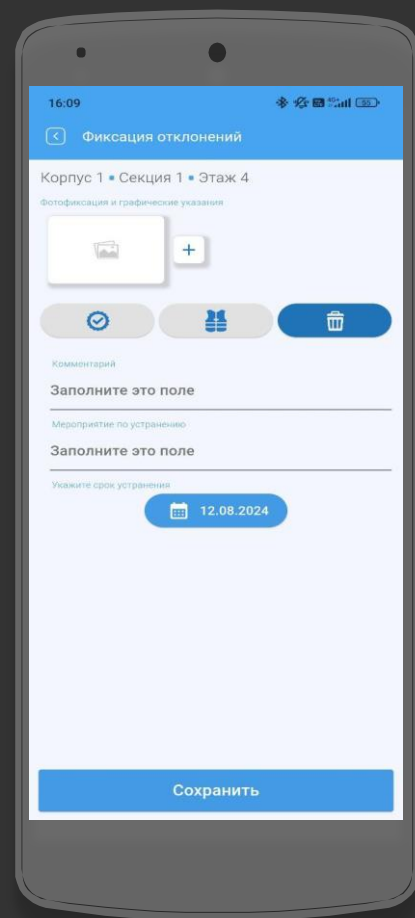 16:09
Фиксация отклонений
Корпус 1 • Секция 1 • Этаж 4
Фотофиксация и графические указания
+
Комментарий
Заполните это поле
Мероприятие по устранению
Заполните это поле
Укажите срок устранения
12.08.2024
Сохранить